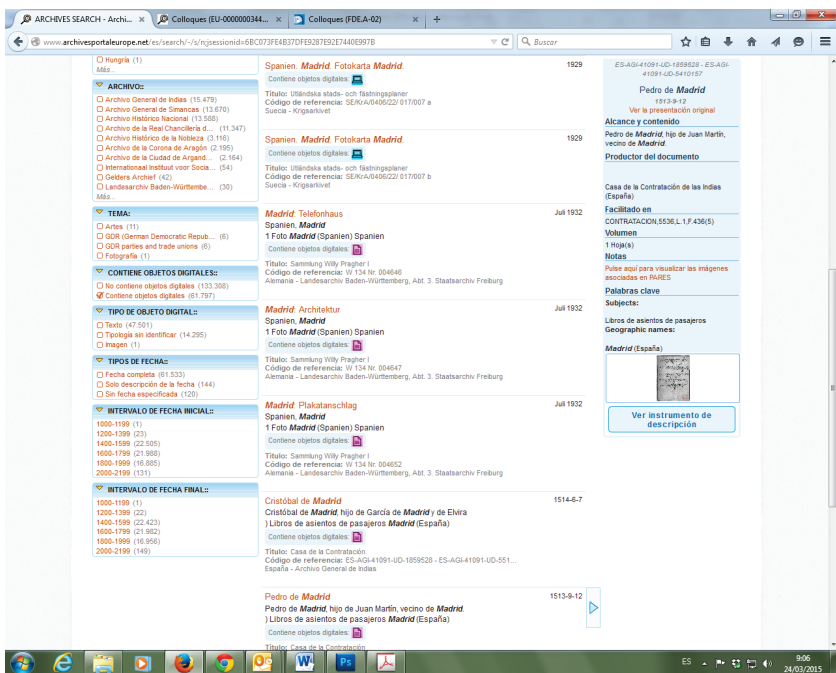 ARCHIVES SEARCH - Archi...
Colloques (EU-0000000344...
Colloques (FDE.A-02)
www.archivesportaleurope.net/es/search/-/s/n;jsessionid=6BC073FE4B37DFE9287E92E7440E997B
Buscar
Hungría (1)
Más...
ARCHIVO::
Archivo General de Indias (15.479)
Archivo General de Simancas (13.670)
Archivo Histórico Nacional (13.588)
Archivo de la Real Chancillería d... (11.347)
Archivo Histórico de la Nobleza (3.116)
Archivo de la Corona de Aragón (2.195)
Archivo de la Ciudad de Argand... (2.164)
Internationaal Instituut voor Socia... (54)
Gelders Archief (42)
Landesarchiv Baden-Württembe... (30)
Más...
TEMA:
Artes (11)
GDR (German Democratic Repub... (6)
GDR parties and trade unions (6)
Fotografía (1)
CONTIENE OBJETOS DIGITALES::
No contiene objetos digitales (133.308)
Contiene objetos digitales (61.797)
TIPO DE OBJETO DIGITAL::
Texto (47.501)
Tipología sin identificar (14.295)
Imagen (1)
TIPOS DE FECHA::
Fecha completa (61.533)
Solo descripción de la fecha (144)
Sin fecha especificada (120)
INTERVALO DE FECHA INICIAL::
1000-1199 (1)
1200-1399 (23)
1400-1599 (22.505)
1600-1799 (21.988)
1800-1999 (16.885)
2000-2199 (131)
INTERVALO DE FECHA FINAL::
1000-1199 (1)
1200-1399 (22)
1400-1599 (22.423)
1600-1799 (21.982)
1800-1999 (16.956)
2000-2199 (149)
Spanien. Madrid. Fotokarta Madrid. 1929
Contiene objetos digitales:
Título: Utländska stads- och fästningsplaner
Código de referencia: SE/KrA/0406/22/ 017/007 a
Suecia - Krigsarkivet
Spanien. Madrid. Fotokarta Madrid. 1929
Contiene objetos digitales:
Título: Utländska stads- och fästningsplaner
Código de referencia: SE/KrA/0406/22/ 017/007 b
Suecia - Krigsarkivet
Madrid: Telefonhaus Juli 1932
Spanien, Madrid
1 Foto Madrid (Spanien) Spanien
Contiene objetos digitales:
Título: Sammlung Willy Pragher I
Código de referencia: W 134 Nr. 004646
Alemania - Landesarchiv Baden-Württemberg, Abt. 3. Staatsarchiv Freiburg
Madrid: Architektur Juli 1932
Spanien, Madrid
1 Foto Madrid (Spanien) Spanien
Contiene objetos digitales:
Título: Sammlung Willy Pragher I
Código de referencia: W 134 Nr. 004647
Alemania - Landesarchiv Baden-Württemberg, Abt. 3. Staatsarchiv Freiburg
Madrid: Plakatanschlag Juli 1932
Spanien, Madrid
1 Foto Madrid (Spanien) Spanien
Contiene objetos digitales:
Título: Sammlung Willy Pragher I
Código de referencia: W 134 Nr. 004652
Alemania - Landesarchiv Baden-Württemberg, Abt. 3. Staatsarchiv Freiburg
Cristóbal de Madrid 1514-6-7
Cristóbal de Madrid, hijo de García de Madrid y de Elvira
) Libros de asientos de pasajeros Madrid (España)
Contiene objetos digitales:
Título: Casa de la Contratación
Código de referencia: ES-AGI-41091-UD-1859528 - ES-AGI-41091-UD-551...
España - Archivo General de Indias
Pedro de Madrid 1513-9-12
Pedro de Madrid, hijo de Juan Martín, vecino de Madrid.
) Libros de asientos de pasajeros Madrid (España)
Contiene objetos digitales:
Título: Casa de la Contratación
ES-AGI-41091-UD-1859528 - ES-AGI-
41091-UD-5410157
Pedro de Madrid
1513-9-12
Ver la presentación original
Alcance y contenido
Pedro de Madrid, hijo de Juan Martín,
vecino de Madrid.
Productor del documento
Casa de la Contratación de las Indias
(España)
Facilitado en
CONTRATACION,5536,L.1,F.436(5)
Volumen
1 Hoja(s)
Notas
Pulse aquí para visualizar las imágenes
asociadas en PARES
Palabras clave
Subjects:
Libros de asientos de pasajeros
Geographic names:
Madrid (España)
Ver instrumento de
descripción
W
Ps
ES
9:06
24/03/2015